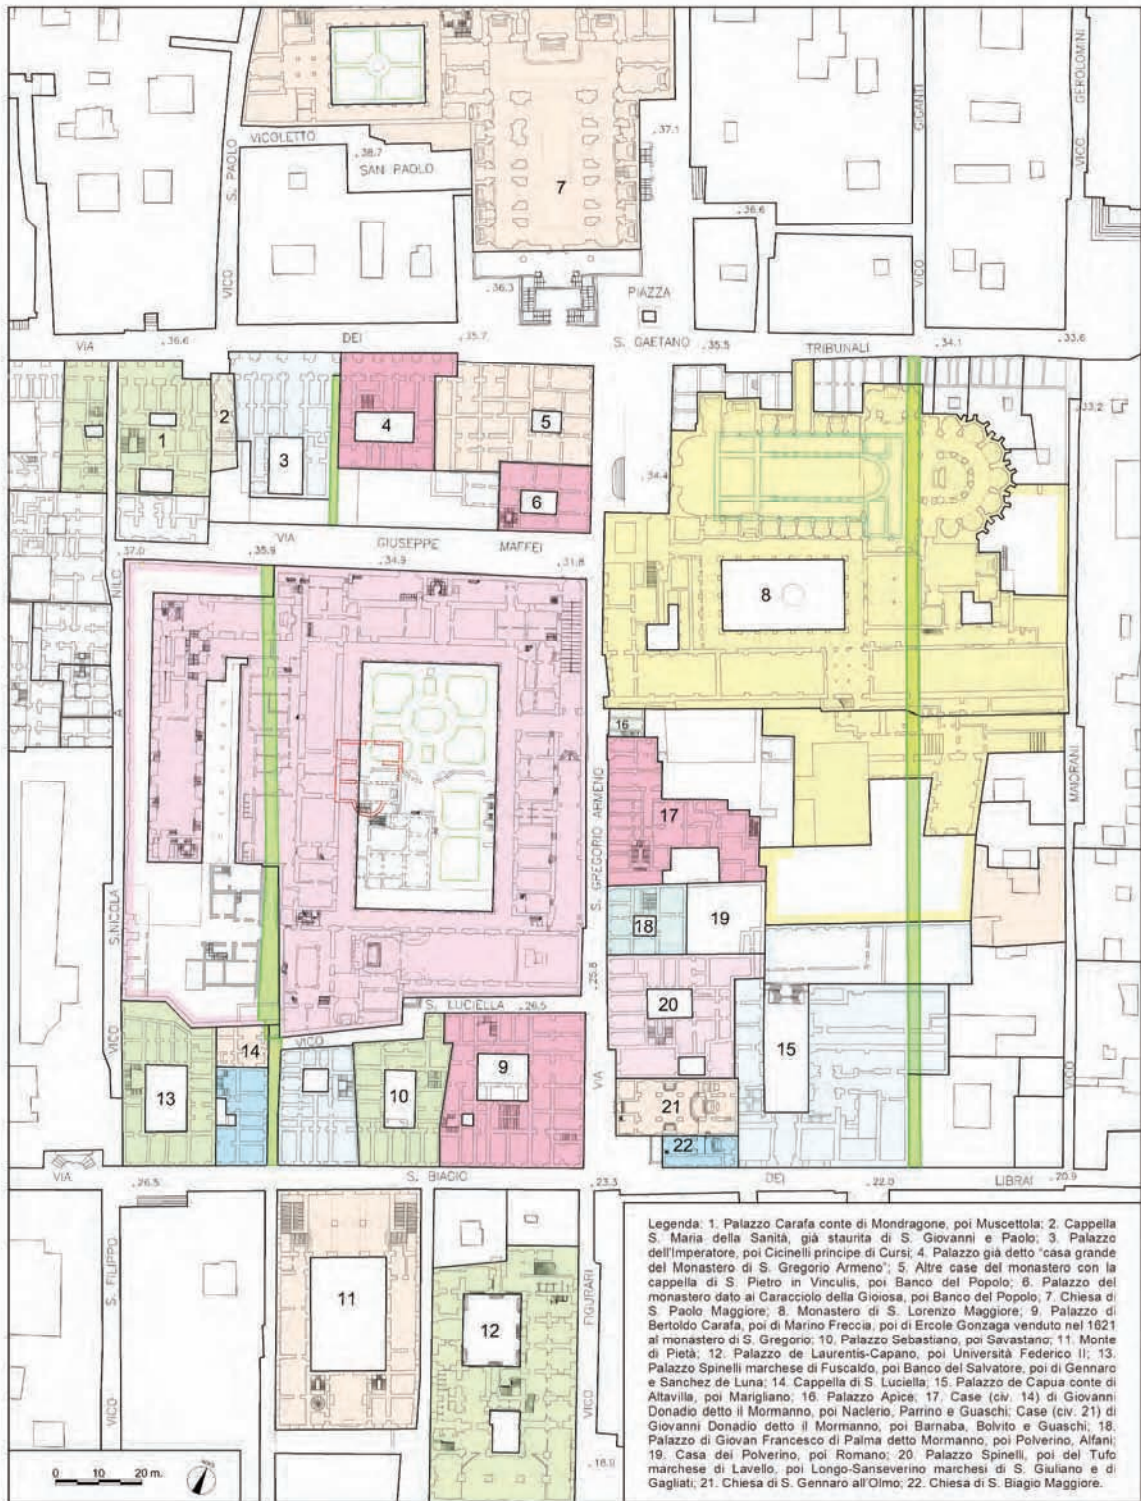 GEROLOMINI
VICO
GIGANTI
VICO
37.1
VICOLETTO
38.7
SAN PAOLO
S. PAOLO
VICO
7
36.6
36.3
PIAZZA
S. GAETANO
VIA
36.6
DEI
35.7
35.5
TRIBUNALI
34.1
33.6
33.2
1
2
3
4
5
6
34.4
37.0
VIA
35.9
GIUSEPPE
34.9
MAFFEI
31.8
8
NILO
A
S.NICOLA
VICO
16
17
18
19
S. GREGORIO ARMENO
VIA
MAIORANI
VICO
25.8
S. LUCIELLA
26.5
VICO
14
13
10
9
20
15
21
22
VIA
26.5
S. BIAGIO
23.3
DEI
22.0
LIBRAI
20.9
S. FILIPPO
VICO
11
12
FIGURARI
VICO
18.9
0 10 20 m.
Legenda: 1. Palazzo Carafa conte di Mondragone, poi Muscettola; 2. Cappella
S. Maria della Sanità, già staurita di S. Giovanni e Paolo; 3. Palazzo
dell'Imperatore, poi Cicinelli principe di Cursi; 4. Palazzo già detto "casa grande
del Monastero di S. Gregorio Armeno"; 5. Altre case del monastero con la
cappella di S. Pietro in Vinculis, poi Banco del Popolo; 6. Palazzo del
monastero dato ai Caracciolo della Gioiosa, poi Banco del Popolo; 7. Chiesa di
S. Paolo Maggiore; 8. Monastero di S. Lorenzo Maggiore; 9. Palazzo di
Bertoldo Carafa, poi di Marino Freccia, poi di Ercole Gonzaga venduto nel 1621
al monastero di S. Gregorio; 10. Palazzo Sebastiano, poi Savastano; 11. Monte
di Pietà; 12. Palazzo de Laurentis-Capano, poi Università Federico II; 13.
Palazzo Spinelli marchese di Fuscaldo, poi Banco del Salvatore, poi di Gennaro
e Sanchez de Luna; 14. Cappella di S. Luciella; 15. Palazzo de Capua conte di
Altavilla, poi Marigliano; 16. Palazzo Apice; 17. Case (civ. 14) di Giovanni
Donadio detto il Mormanno, poi Naclerio, Parrino e Guaschi; Case (civ. 21) di
Giovanni Donadio detto il Mormanno, poi Barnaba, Bolvito e Guaschi; 18.
Palazzo di Giovan Francesco di Palma detto Mormanno, poi Polverino, Alfani;
19. Casa dei Polverino, poi Romano; 20. Palazzo Spinelli, poi del Tufo
marchese di Lavello, poi Longo-Sanseverino marchesi di S. Giuliano e di
Gagliati; 21. Chiesa di S. Gennaro all'Olmo; 22. Chiesa di S. Biagio Maggiore.